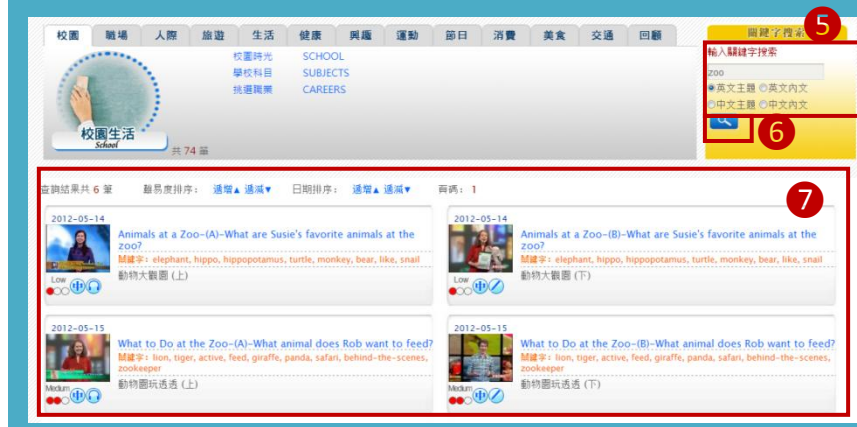 校園 職場 人際 旅遊 生活 健康 興趣 運動 節日 消費 美食 交通 回顧
校園時光 SCHOOL
學校科目 SUBJECTS
挑選職業 CAREERS
校園生活
School
共 74 筆
關鍵字搜索
5
輸入關鍵字搜索
zoo
英文主題 英文內文
中文主題 中文內文
6
查詢結果共 6 筆 難易度排序: 遞增▲ 遞減▼ 日期排序: 遞增▲ 遞減▼ 頁碼: 1
7
2012-05-14
Animals at a Zoo-(A)-What are Susie's favorite animals at the
zoo?
關鍵字: elephant, hippo, hippopotamus, turtle, monkey, bear, like, snail
動物大觀園 (上)
Low
中
2012-05-14
Animals at a Zoo-(B)-What are Susie's favorite animals at the
zoo?
關鍵字: elephant, hippo, hippopotamus, turtle, monkey, bear, like, snail
動物大觀園 (下)
Low
中
2012-05-15
What to Do at the Zoo-(A)-What animal does Rob want to feed?
關鍵字: lion, tiger, active, feed, giraffe, panda, safari, behind-the-scenes,
zookeeper
動物園玩透透 (上)
Medium
中
2012-05-15
What to Do at the Zoo-(B)-What animal does Rob want to feed?
關鍵字: lion, tiger, active, feed, giraffe, panda, safari, behind-the-scenes,
zookeeper
動物園玩透透 (下)
Medium
中